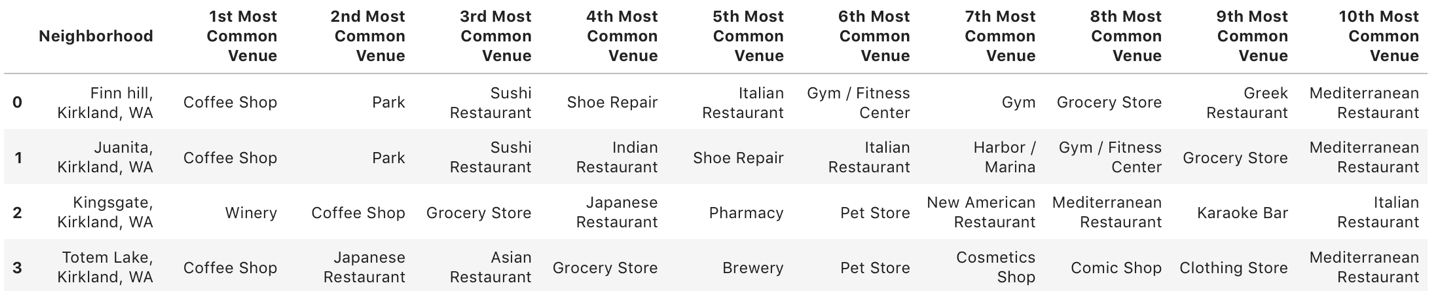 Neighborhood 1st Most Common Venue 2nd Most Common Venue 3rd Most Common Venue 4th Most Common Venue 5th Most Common Venue 6th Most Common Venue 7th Most Common Venue 8th Most Common Venue 9th Most Common Venue 10th Most Common Venue
0 Finn hill, Kirkland, WA Coffee Shop Park Sushi Restaurant Shoe Repair Italian Restaurant Gym / Fitness Center Gym Grocery Store Greek Restaurant Mediterranean Restaurant
1 Juanita, Kirkland, WA Coffee Shop Park Sushi Restaurant Indian Restaurant Shoe Repair Italian Restaurant Harbor / Marina Gym / Fitness Center Grocery Store Mediterranean Restaurant
2 Kingsgate, Kirkland, WA Winery Coffee Shop Grocery Store Japanese Restaurant Pharmacy Pet Store New American Restaurant Mediterranean Restaurant Karaoke Bar Italian Restaurant
3 Totem Lake, Kirkland, WA Coffee Shop Japanese Restaurant Asian Restaurant Grocery Store Brewery Pet Store Cosmetics Shop Comic Shop Clothing Store Mediterranean Restaurant